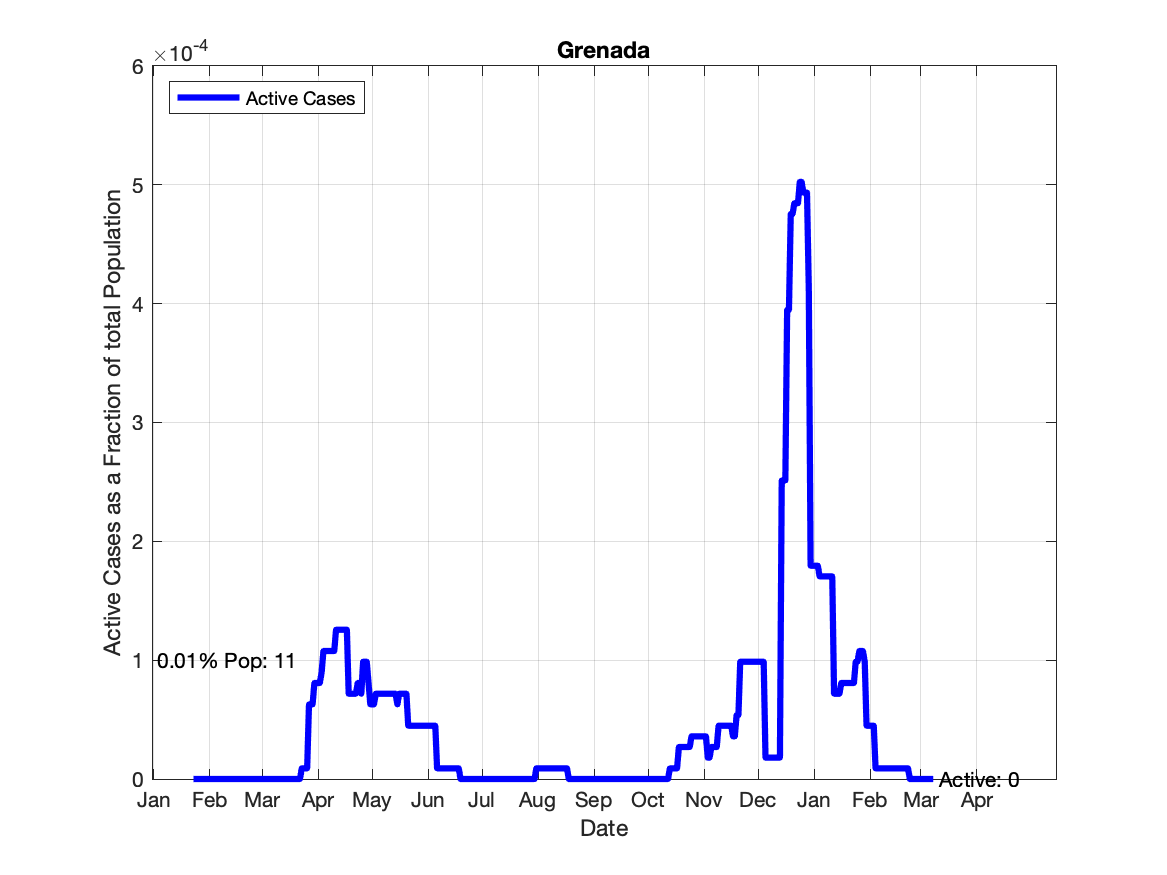 Grenada
×10-4
Active Cases
6
5
4
3
2
1
0
Active Cases as a Fraction of total Population
0.01% Pop: 11
Active: 0
Jan Feb Mar Apr May Jun Jul Aug Sep Oct Nov Dec Jan Feb Mar Apr
Date